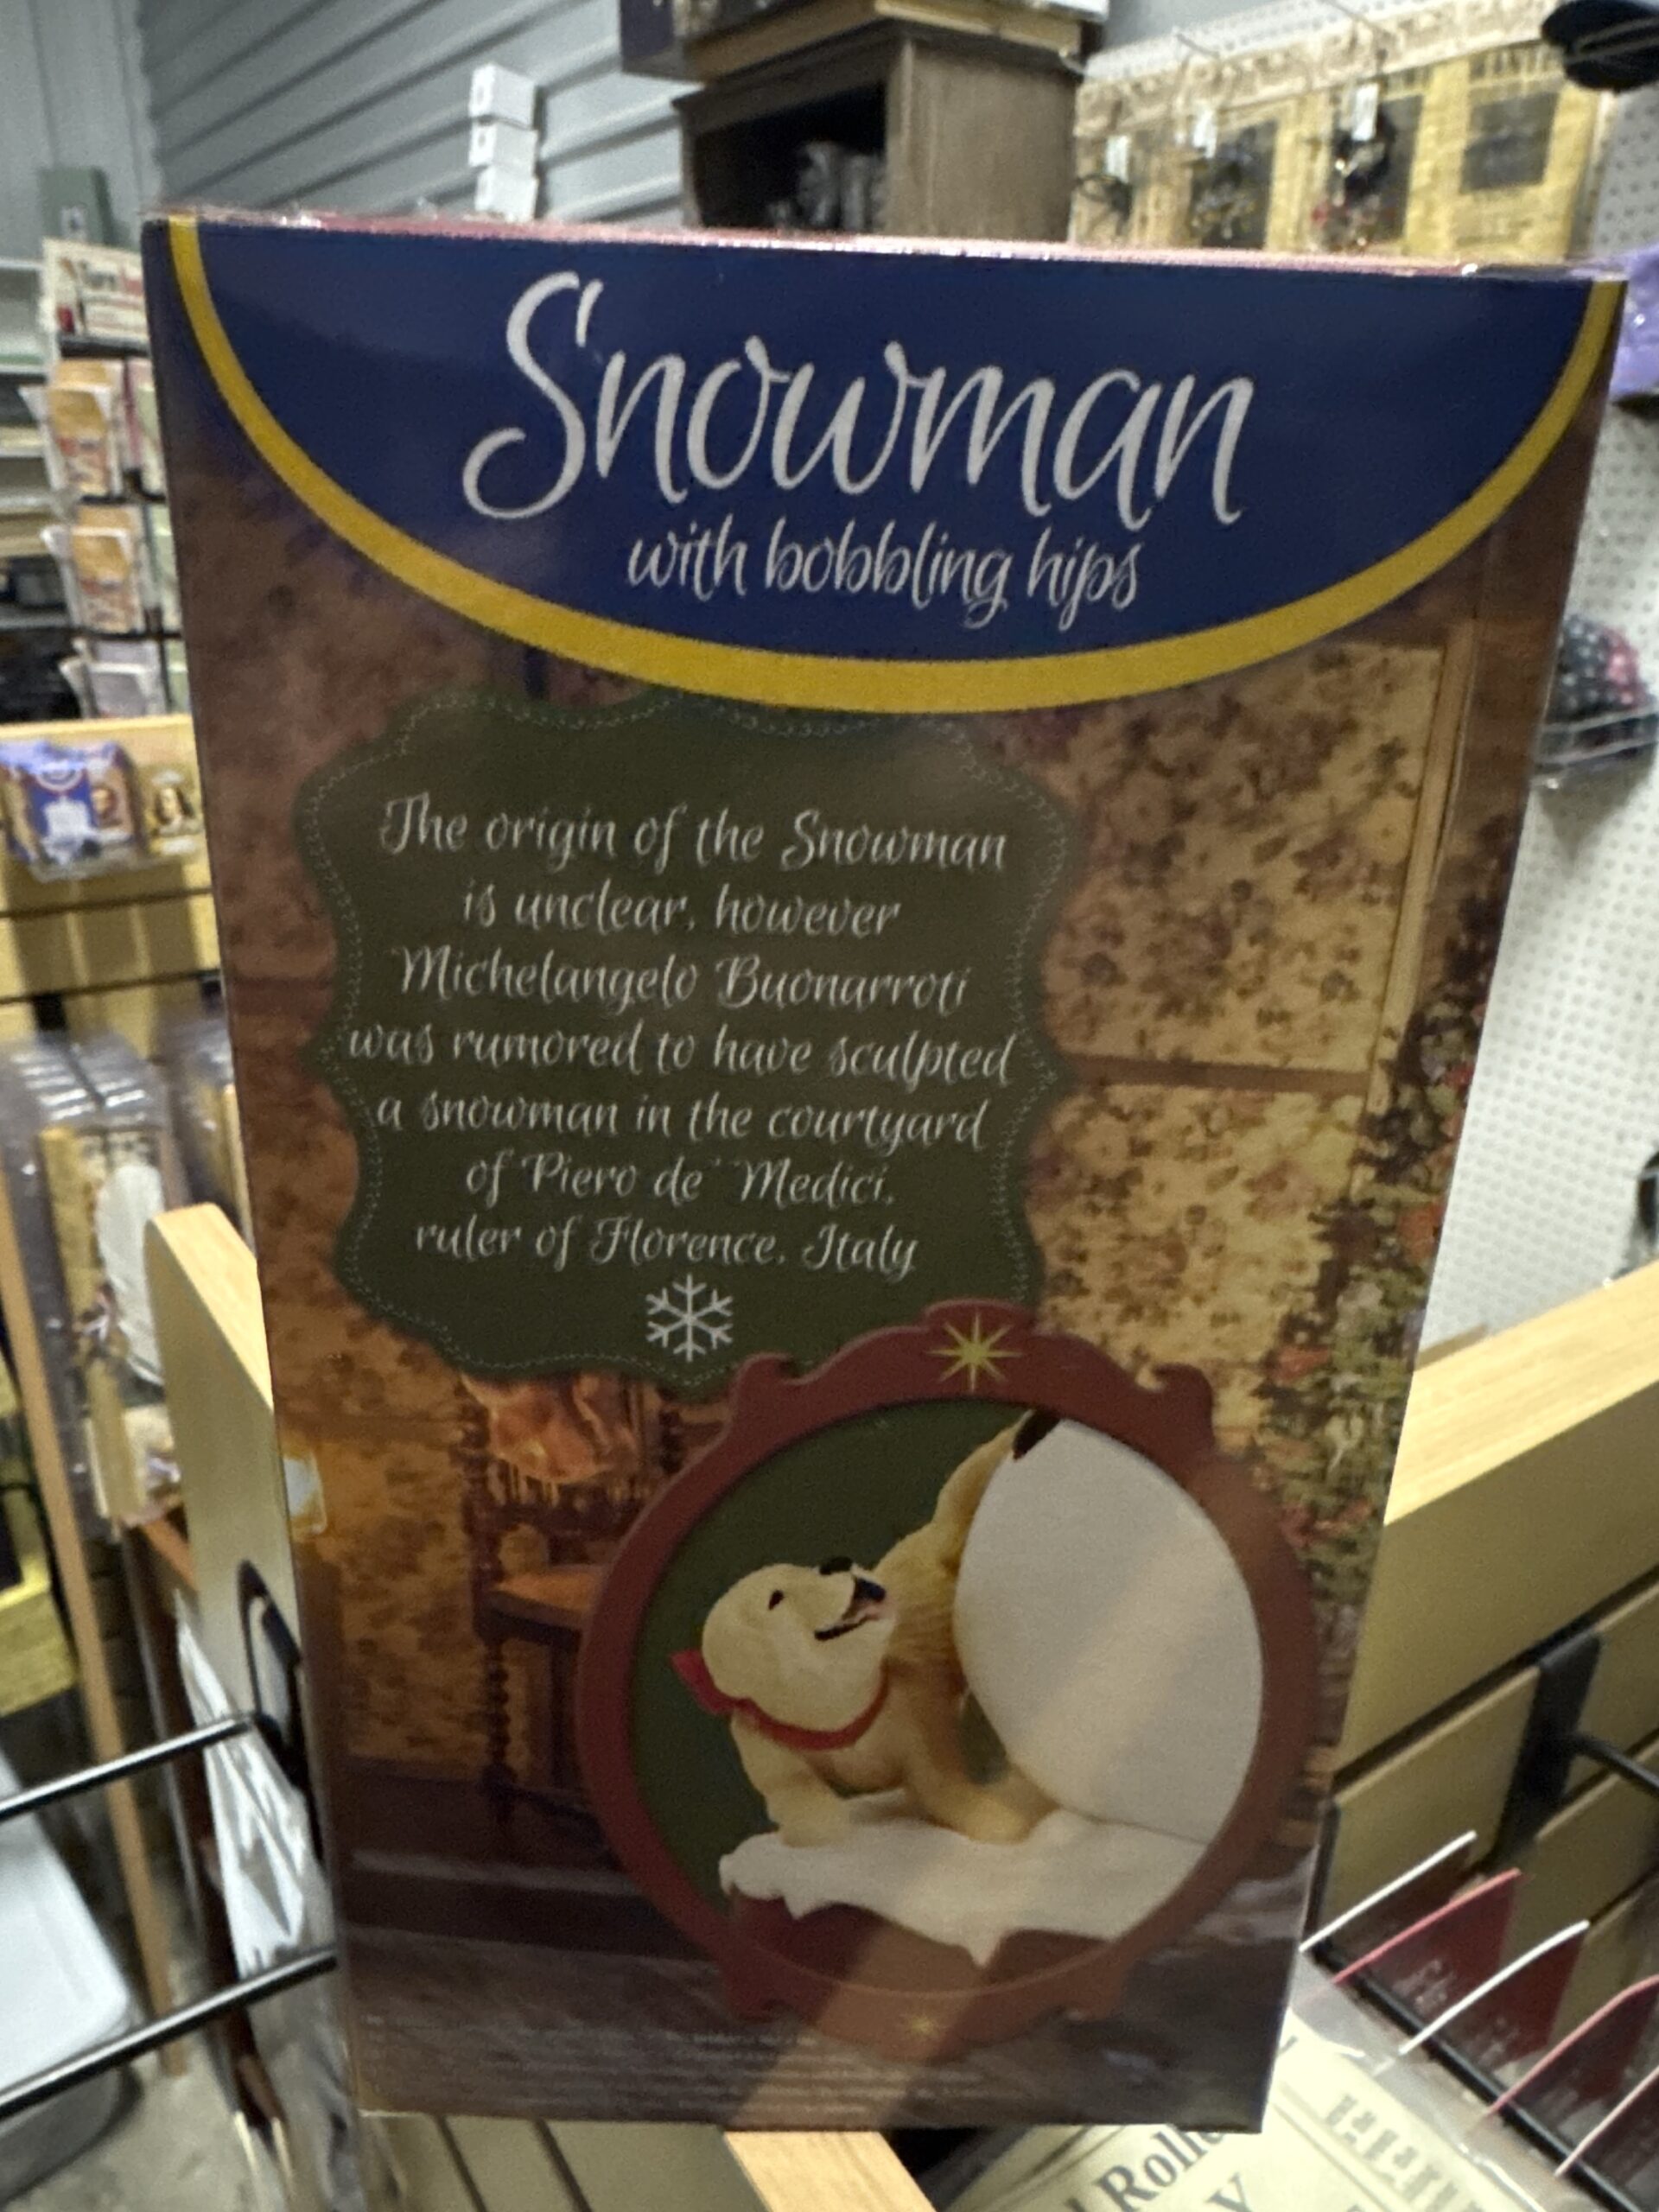 Snowman
with bobbling hips
The origin of the Snowman
is unclear, however
Michelangelo Buonarroti
was rumored to have sculpted
a snowman in the courtyard
of Piero de' Medici,
ruler of Florence, Italy